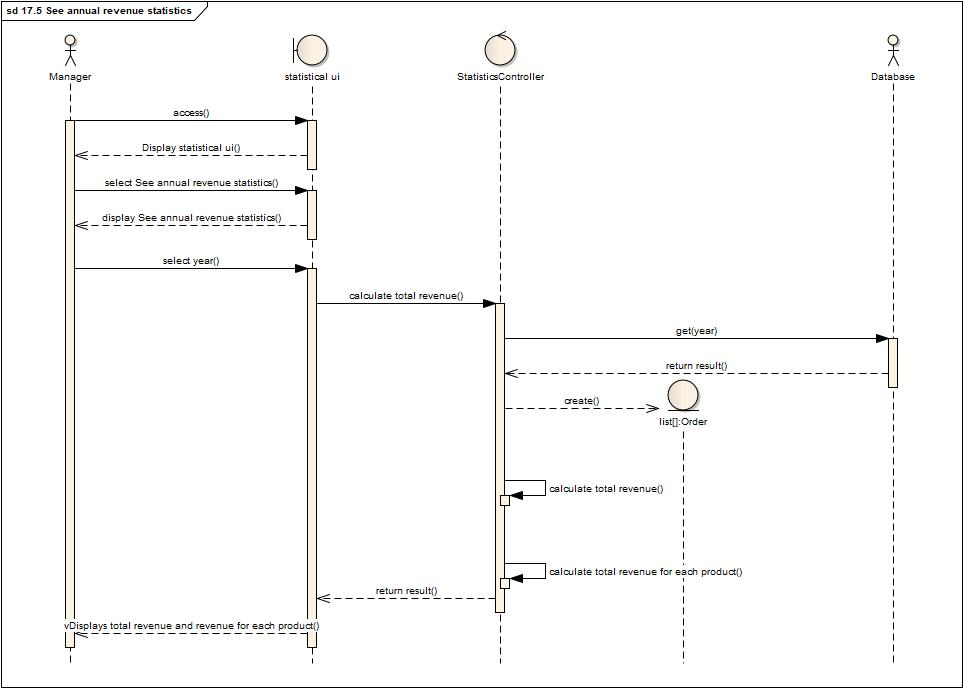 sd 17.5 See annual revenue statistics
Manager
statistical ui
StatisticsController
Database
access()
Display statistical ui()
select See annual revenue statistics()
display See annual revenue statistics()
select year()
calculate total revenue()
get(year)
return result()
create()
list[]:Order
calculate total revenue()
calculate total revenue for each product()
return result()
vDisplays total revenue and revenue for each product()